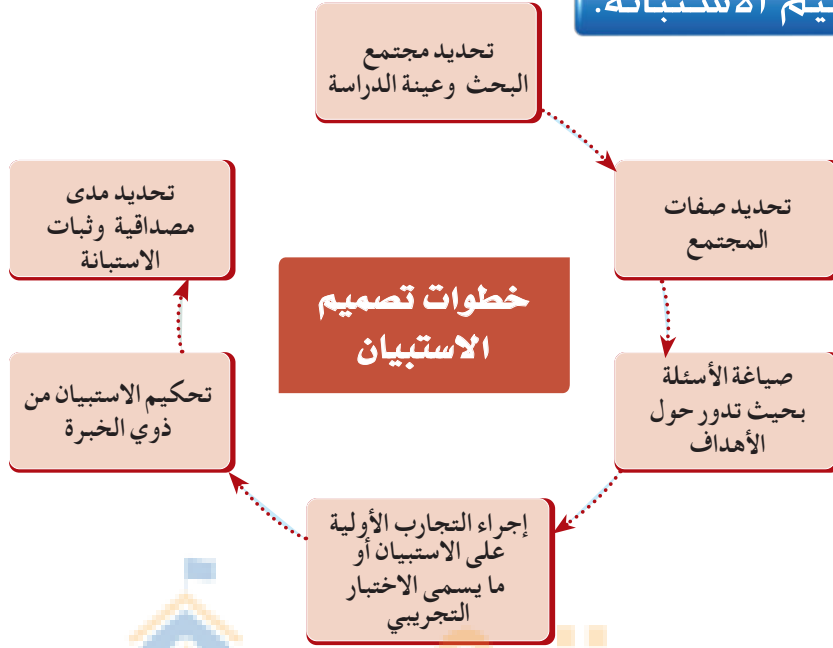 الاستبانة:
تحديد مجتمع
البحث وعينة الدراسة
تحديد صفات
المجتمع
صياغة الأسئلة
بحيث تدور حول
الأهداف
إجراء التجارب الأولية
على الاستبيان أو
ما يسمى الاختبار
التجريبي
تحكيم الاستبيان من
ذوي الخبرة
تحديد مدى
مصداقية وثبات
الاستبانة
خطوات تصميم
الاستبيان